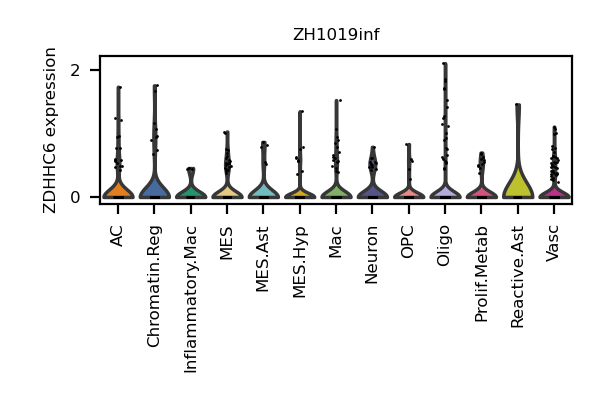 ZH1019inf
ZDHHC6 expression
2
0
AC
Chromatin.Reg
Inflammatory.Mac
MES
MES.Ast
MES.Hyp
Mac
Neuron
OPC
Oligo
Prolif.Metab
Reactive.Ast
Vasc